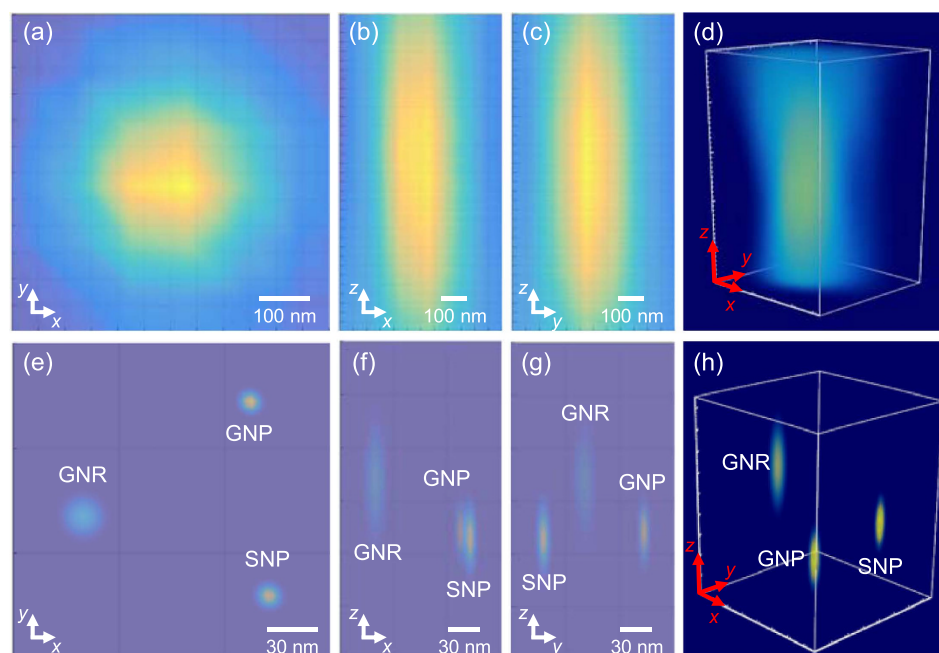 (a)
y
x
100 nm
(b)
z
x
100 nm
(c)
z
y
100 nm
(d)
z
y
x
(e)
GNP
GNR
SNP
y
x
30 nm
(f)
GNP
GNR
SNP
z
x
30 nm
(g)
GNR
GNP
SNP
z
y
30 nm
(h)
GNR
GNP
SNP
z
y
x